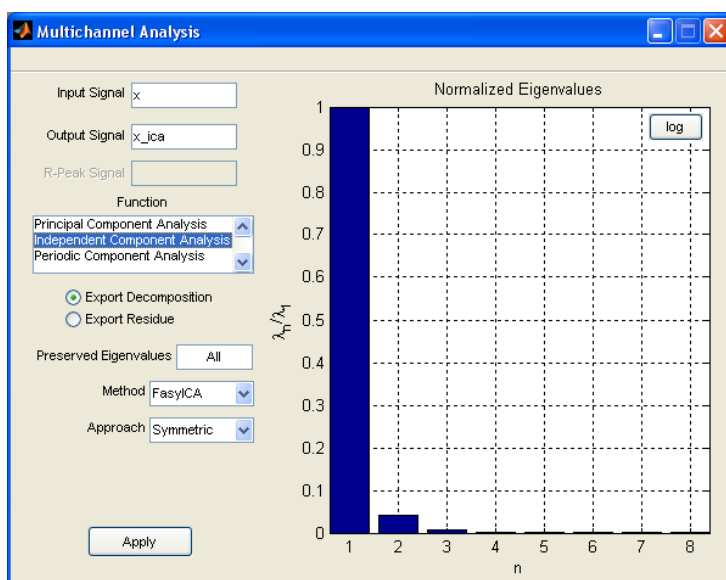 Multichannel Analysis
Input Signal x
Output Signal x_ica
R-Peak Signal
Function
Principal Component Analysis
Independent Component Analysis
Periodic Component Analysis
Export Decomposition
Export Residue
Preserved Eigenvalues All
Method FasyICA
Approach Symmetric
Apply
Normalized Eigenvalues
log
1
0.9
0.8
0.7
0.6
0.5
0.4
0.3
0.2
0.1
0
λn/λ1
1 2 3 4 5 6 7 8
n